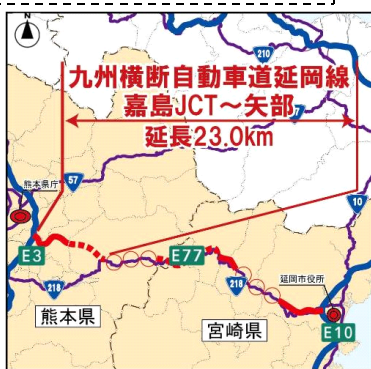 N
210
九州横断自動車道延岡線
嘉島JCT～矢部
延長23.0km
57
熊本県庁
10
E3
E77
218
218
延岡市役所
熊本県
宮崎県
E10